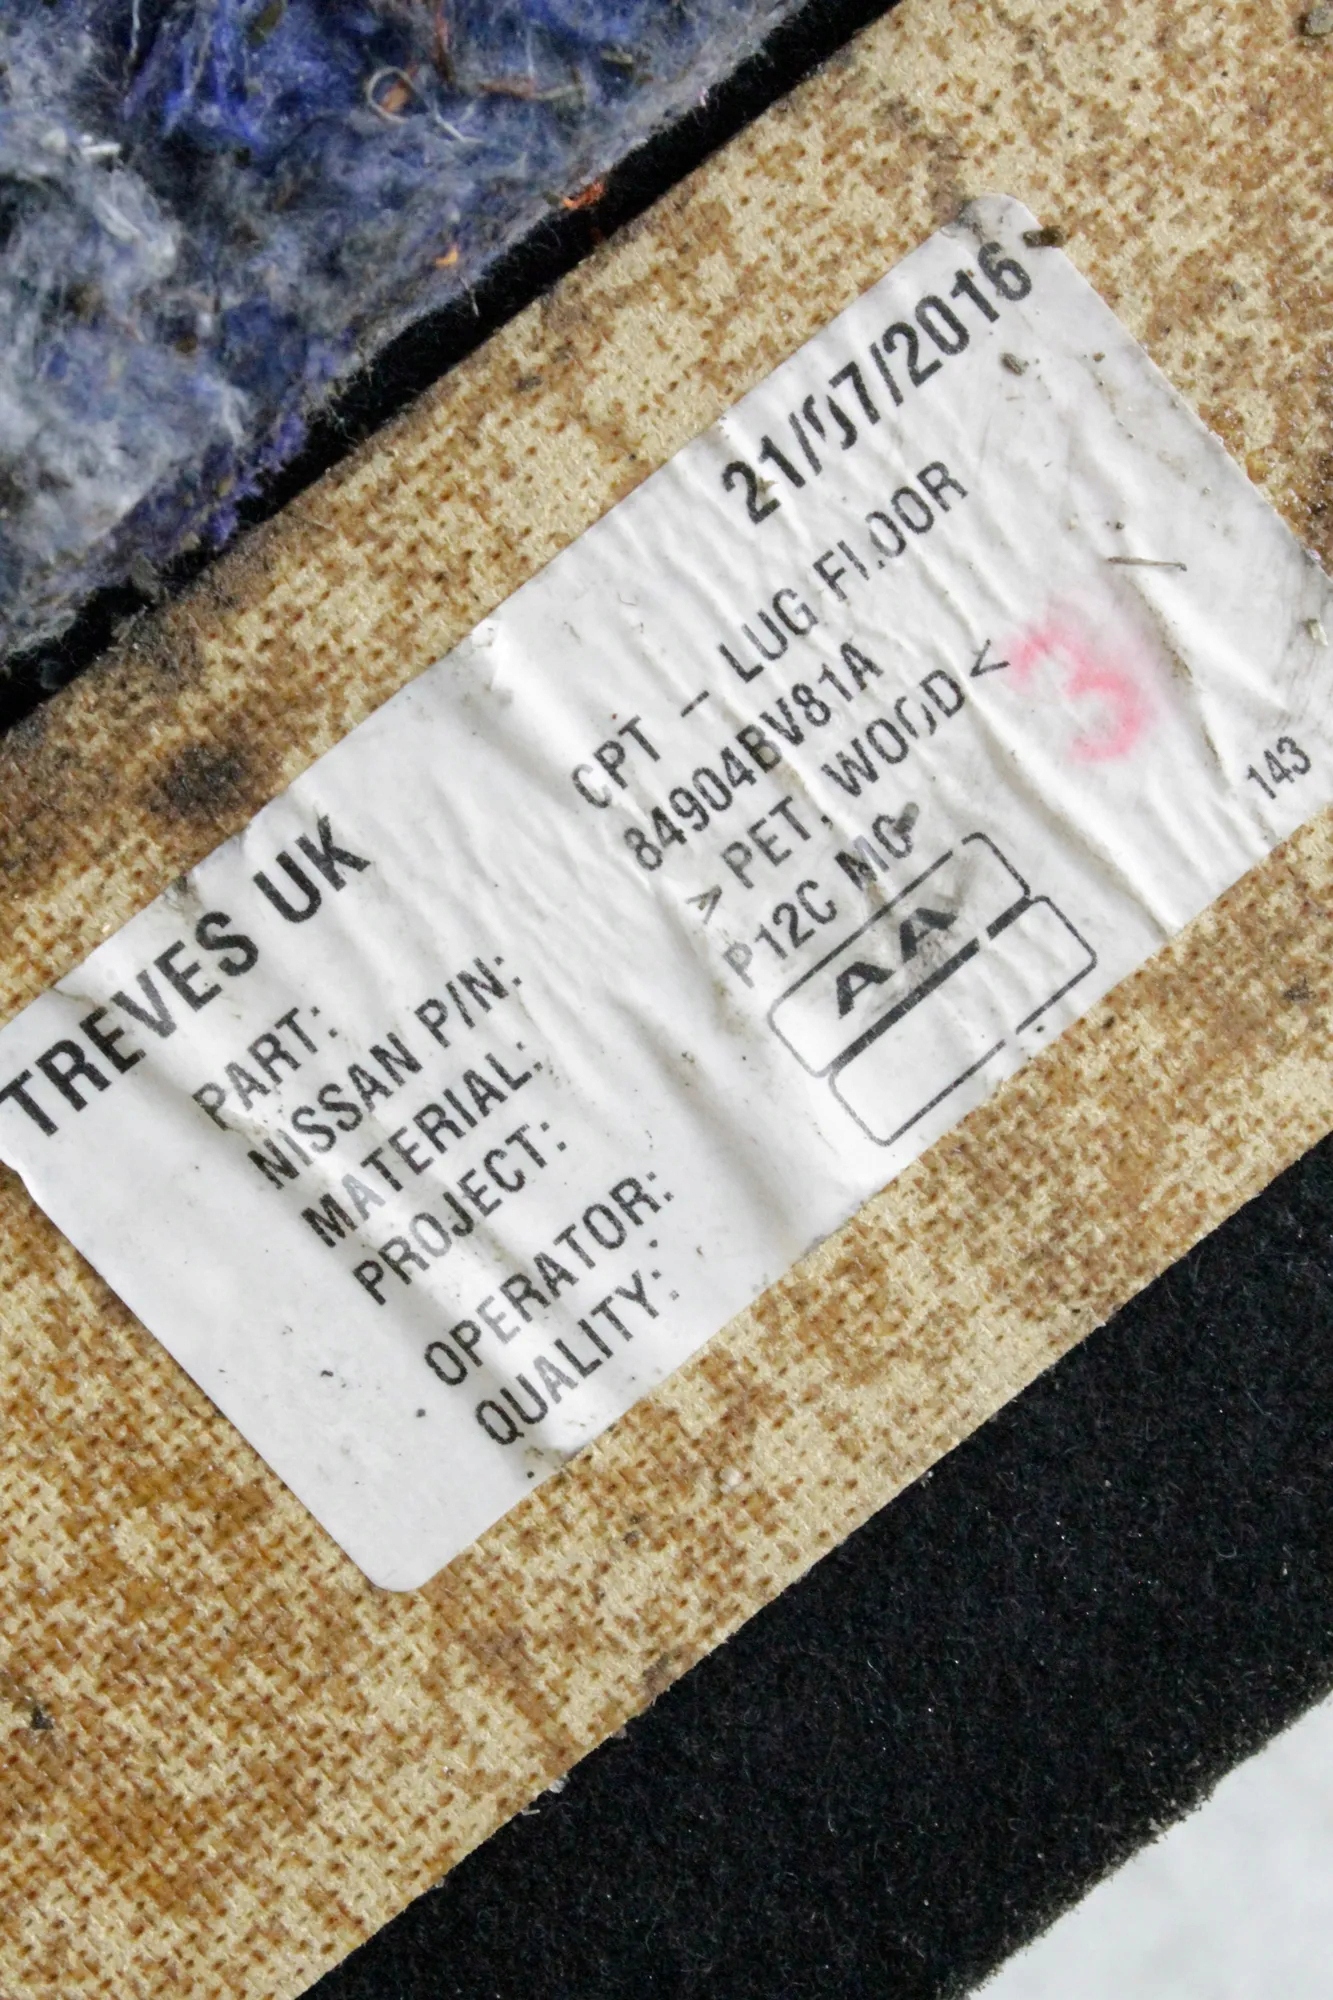 TREVES UK 21/07/2016
PART: CPT - LUG FLOOR
NISSAN P/N: 84904BV81A
MATERIAL: > PET, WOOD <
PROJECT: P12C
3
OPERATOR: AA
QUALITY:
143